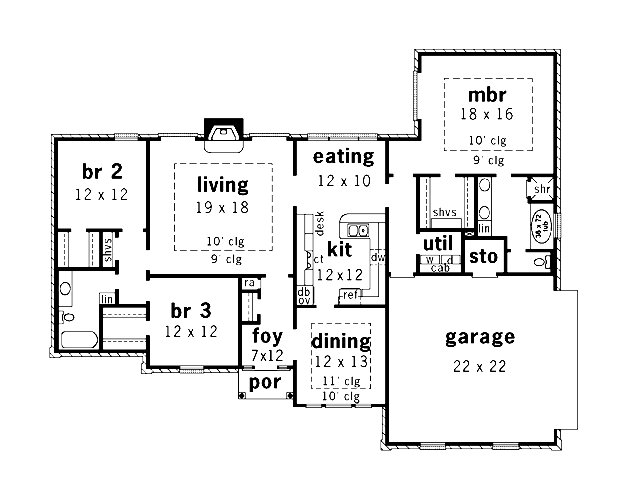 mbr
18 x 16
10' clg
9' clg
br 2
12 x 12
living
19 x 18
10' clg
9' clg
eating
12 x 10
shvs
shr
36 x 72
tub
lin
shvs
desk
kit
12 x 12
ct
dw
util
w d
cab
sto
lin
ra
db
ov
ref
br 3
12 x 12
foy
7x12
dining
12 x 13
11' clg
10' clg
garage
22 x 22
por